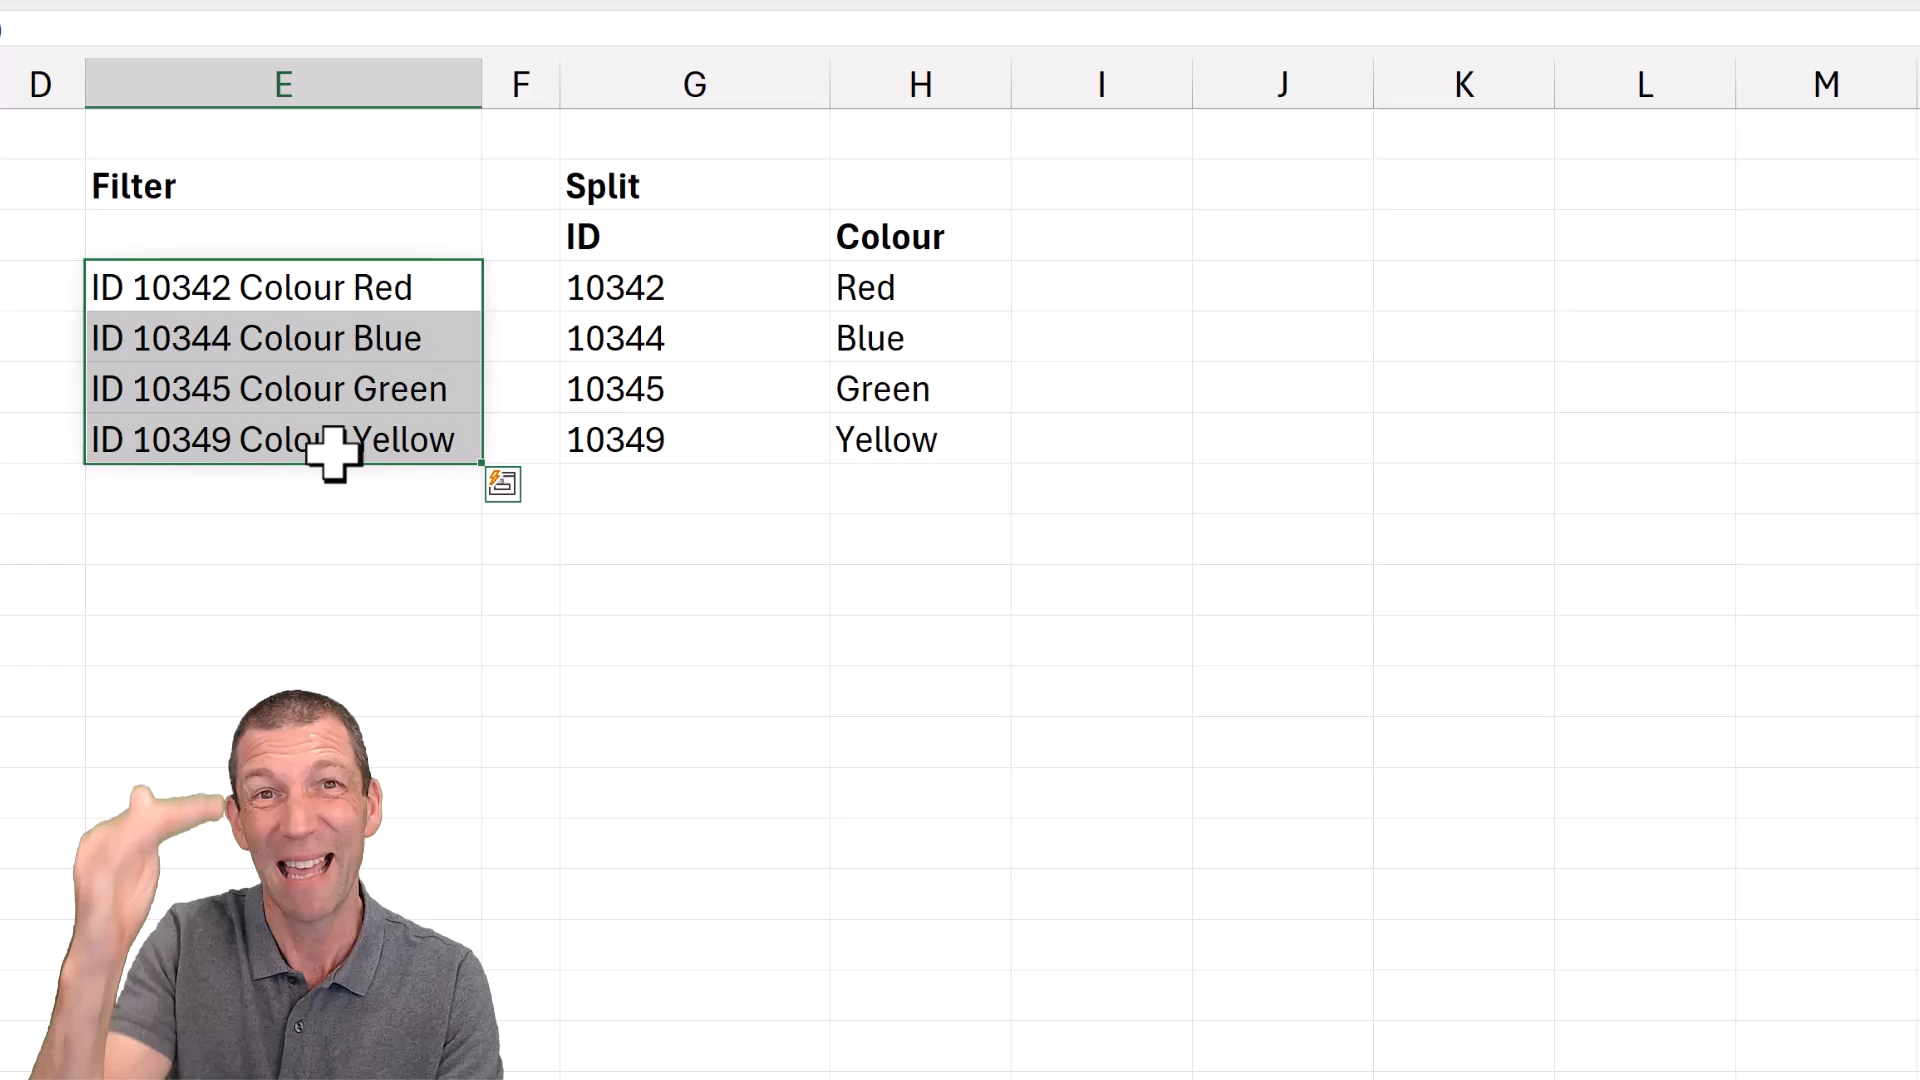 D E F G H I J K L M
Filter Split
ID Colour
ID 10342 Colour Red 10342 Red
ID 10344 Colour Blue 10344 Blue
ID 10345 Colour Green 10345 Green
ID 10349 Colour Yellow 10349 Yellow